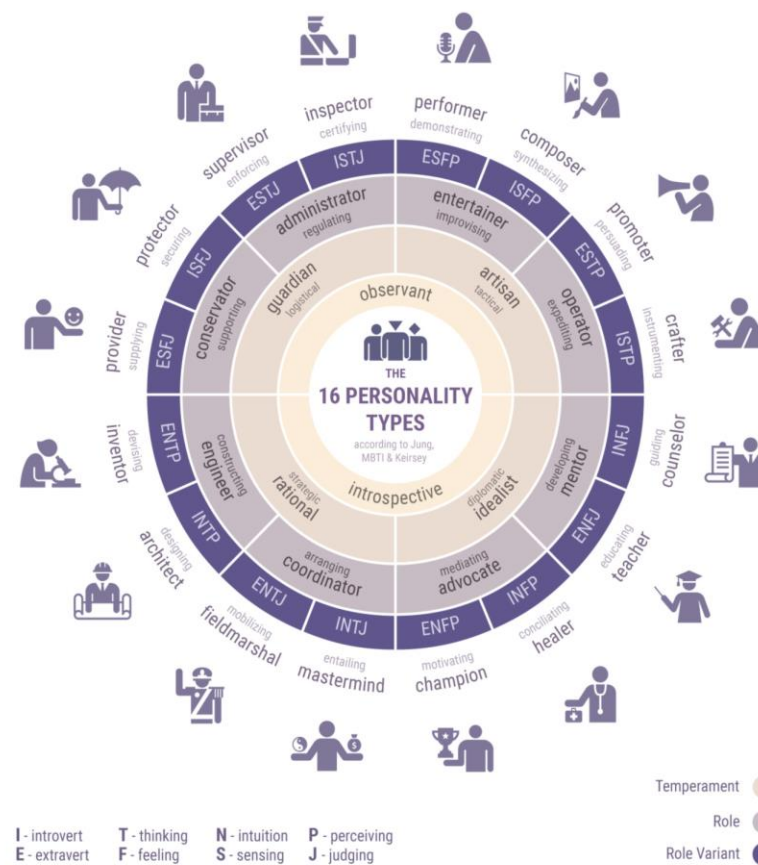 inspector
certifying
ISTJ
performer
demonstrating
ESFP
composer
synthesizing
ISFP
promoter
persuading
ESTP
crafter
instrumenting
ISTP
counselor
guiding
INFJ
teacher
educating
ENFJ
healer
conciliating
INFP
champion
motivating
ENFP
mastermind
entailing
INTJ
fieldmarshal
mobilizing
ENTJ
architect
designing
INTP
inventor
devising
ENTP
provider
supplying
ESFJ
protector
securing
ISFJ
supervisor
enforcing
ESTJ
administrator
regulating
entertainer
improvising
operator
expediting
developing
mentor
mediating
advocate
arranging
coordinator
constructing
engineer
conservator
supporting
guardian
logistical
artisan
tactical
diplomatic
idealist
strategic
rational
observant
introspective
THE
16 PERSONALITY
TYPES
according to Jung,
MBTI & Keirsey
$
Temperament
Role
Role Variant
I - introvert T - thinking N - intuition P - perceiving
E - extravert F - feeling S - sensing J - judging